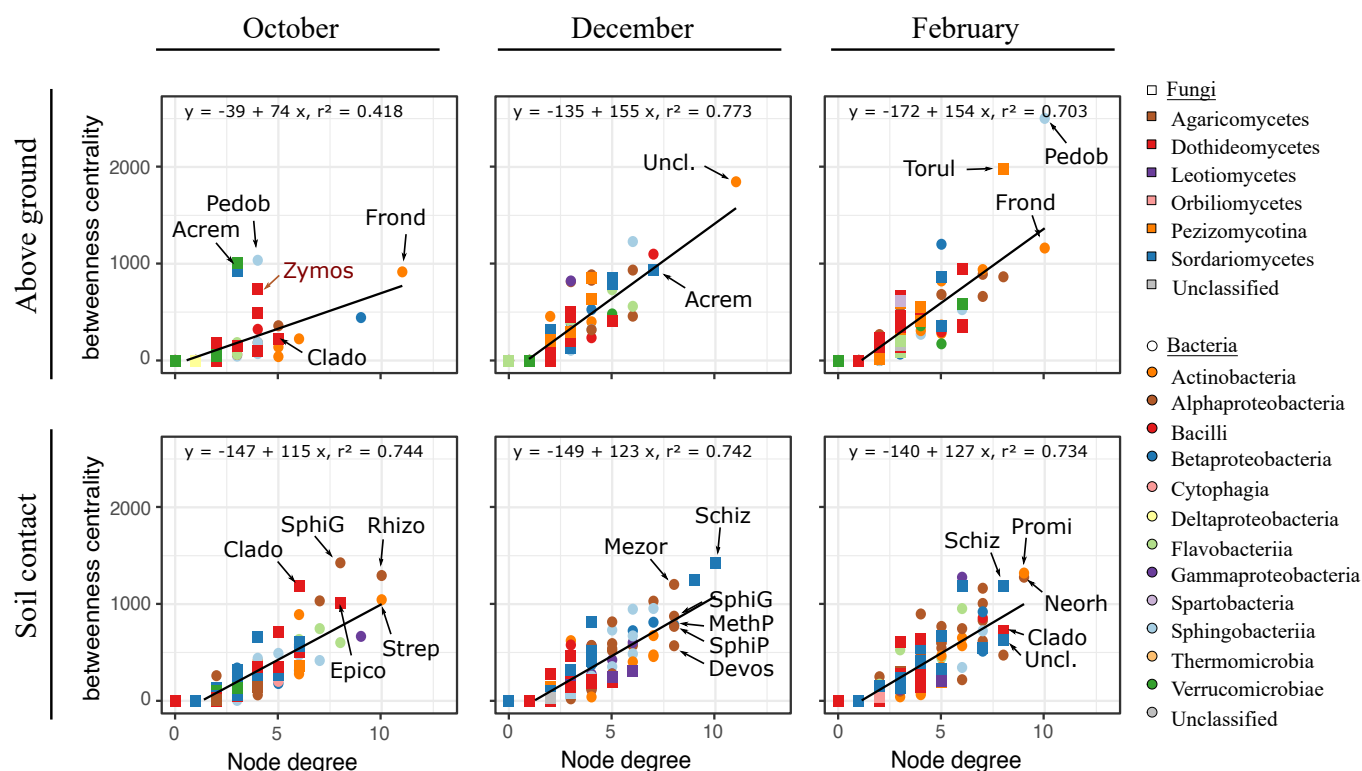 October
December
February
Above ground
betweenness centrality
2000
1000
0
y = -39 + 74 x, r² = 0.418
Pedob
Acrem
Zymos
Frond
Clado
y = -135 + 155 x, r² = 0.773
Uncl.
Acrem
y = -172 + 154 x, r² = 0.703
Torul
Pedob
Frond
Soil contact
betweenness centrality
2000
1000
0
y = -147 + 115 x, r² = 0.744
SphiG
Rhizo
Clado
Epico
Strep
0
5
10
Node degree
y = -149 + 123 x, r² = 0.742
Schiz
Mezor
SphiG
MethP
SphiP
Devos
0
5
10
Node degree
y = -140 + 127 x, r² = 0.734
Promi
Schiz
Neorh
Clado
Uncl.
0
5
10
Node degree
Fungi
Agaricomycetes
Dothideomycetes
Leotiomycetes
Orbiliomycetes
Pezizomycotina
Sordariomycetes
Unclassified
Bacteria
Actinobacteria
Alphaproteobacteria
Bacilli
Betaproteobacteria
Cytophagia
Deltaproteobacteria
Flavobacteriia
Gammaproteobacteria
Spartobacteria
Sphingobacteriia
Thermomicrobia
Verrucomicrobiae
Unclassified